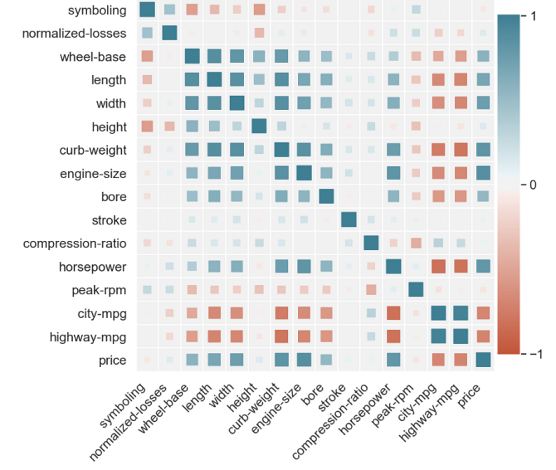 symboling
normalized-losses
wheel-base
length
width
height
curb-weight
engine-size
bore
stroke
compression-ratio
horsepower
peak-rpm
city-mpg
highway-mpg
price
1
0
−1
symboling
normalized-losses
wheel-base
length
width
height
curb-weight
engine-size
bore
stroke
compression-ratio
horsepower
peak-rpm
city-mpg
highway-mpg
price